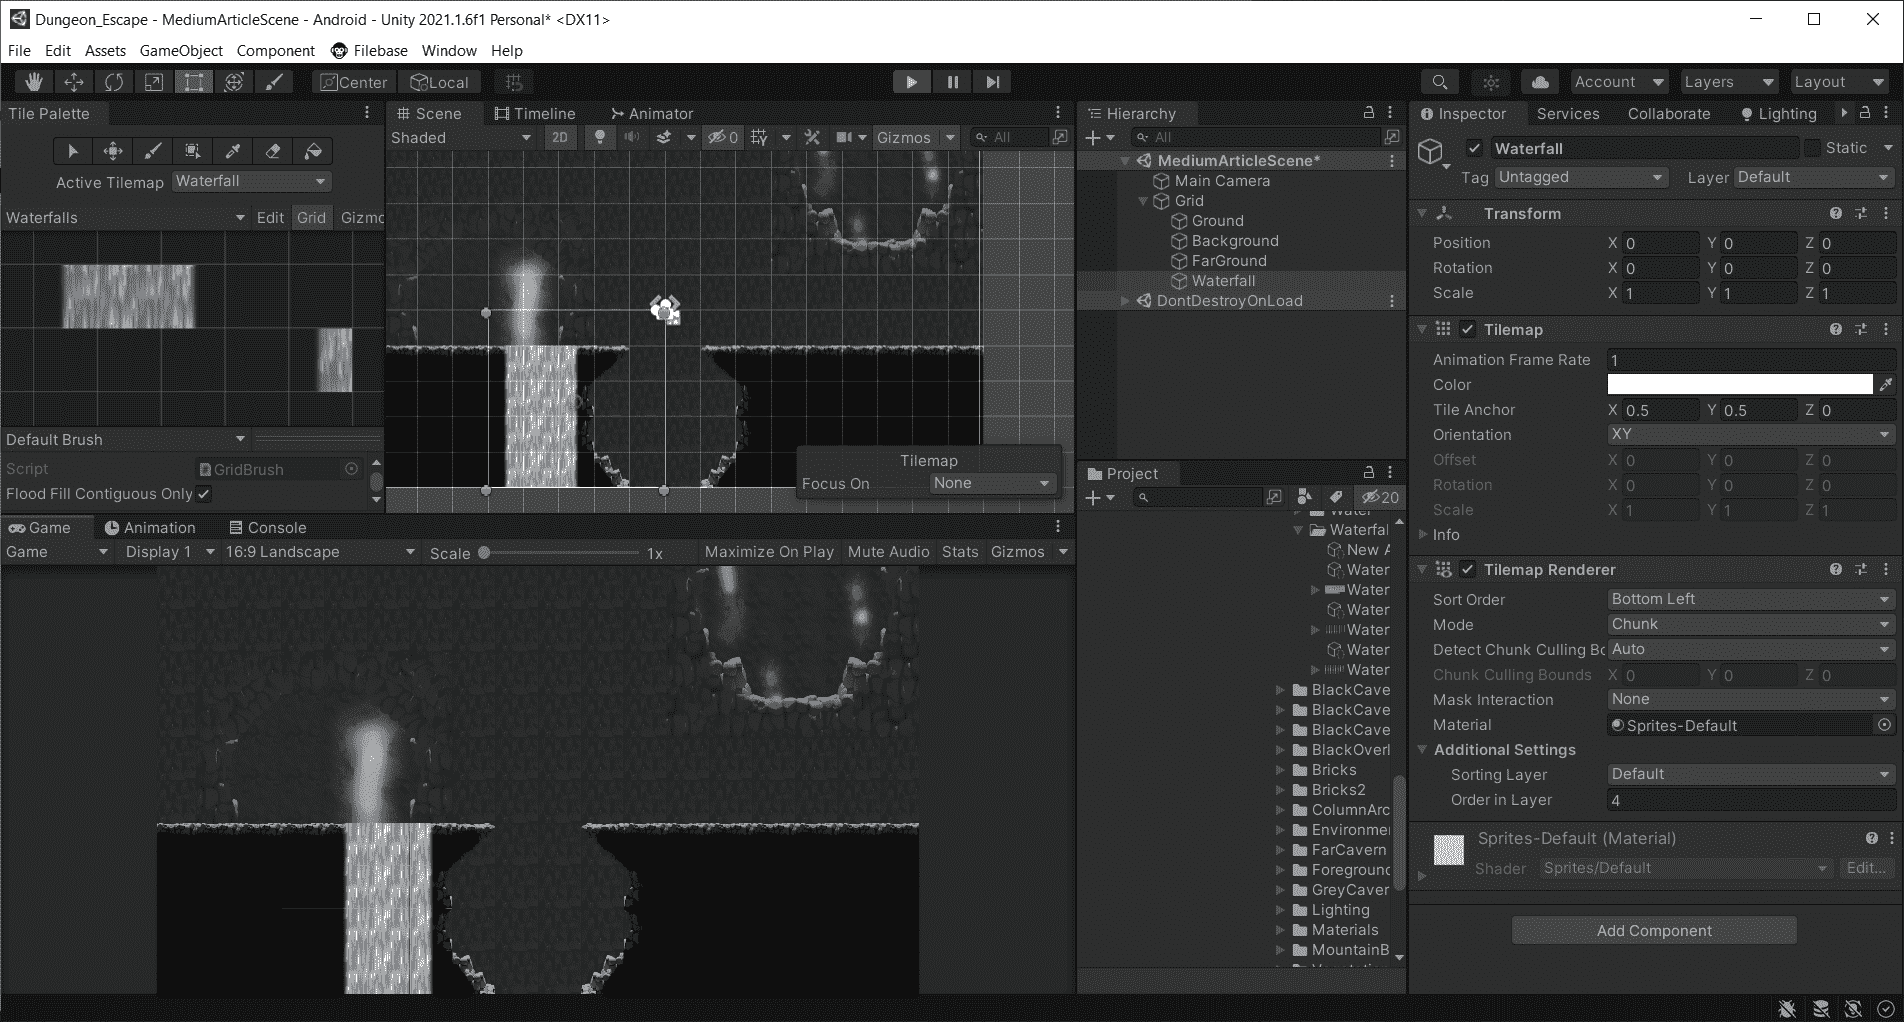 Dungeon_Escape - MediumArticleScene - Android - Unity 2021.1.6f1 Personal* <DX11>
File Edit Assets GameObject Component Filebase Window Help
Center Local Account Layers Layout
Tile Palette
Active Tilemap Waterfall
Waterfalls Edit Grid Gizmo
Default Brush
Script GridBrush
Flood Fill Contiguous Only
Scene Timeline Animator
Shaded 2D 0 Gizmos All
Tilemap
Focus On None
Game Animation Console
Game Display 1 16:9 Landscape Scale 1x Maximize On Play Mute Audio Stats Gizmos
Hierarchy
All
MediumArticleScene*
Main Camera
Grid
Ground
Background
FarGround
Waterfall
DontDestroyOnLoad
Project
20
Water
Waterfal
New A
Water
Water
Water
Water
Water
Water
BlackCave
BlackCave
BlackCave
BlackOverl
Bricks
Bricks2
ColumnArc
Environme
FarCavern
Foreground
GreyCaver
Lighting
Materials
MountainB
Inspector Services Collaborate Lighting
Waterfall Static
Tag Untagged Layer Default
Transform
Position X 0 Y 0 Z 0
Rotation X 0 Y 0 Z 0
Scale X 1 Y 1 Z 1
Tilemap
Animation Frame Rate 1
Color
Tile Anchor X 0.5 Y 0.5 Z 0
Orientation XY
Offset X 0 Y 0 Z 0
Rotation X 0 Y 0 Z 0
Scale X 1 Y 1 Z 1
Info
Tilemap Renderer
Sort Order Bottom Left
Mode Chunk
Detect Chunk Culling Bc Auto
Chunk Culling Bounds X 0 Y 0 Z 0
Mask Interaction None
Material Sprites-Default
Additional Settings
Sorting Layer Default
Order in Layer 4
Sprites-Default (Material)
Shader Sprites/Default Edit...
Add Component